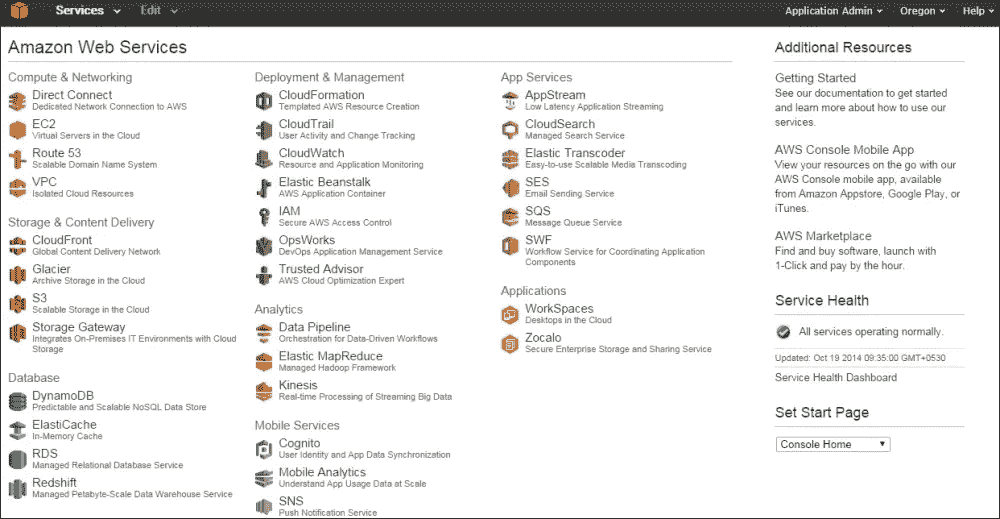 Services Edit Application Admin Oregon Help
Amazon Web Services
Compute & Networking
Direct Connect
Dedicated Network Connection to AWS
EC2
Virtual Servers in the Cloud
Route 53
Scalable Domain Name System
VPC
Isolated Cloud Resources
Storage & Content Delivery
CloudFront
Global Content Delivery Network
Glacier
Archive Storage in the Cloud
S3
Scalable Storage in the Cloud
Storage Gateway
Integrates On-Premises IT Environments with Cloud
Storage
Database
DynamoDB
Predictable and Scalable NoSQL Data Store
ElastiCache
In-Memory Cache
RDS
Managed Relational Database Service
Redshift
Managed Petabyte-Scale Data Warehouse Service
Deployment & Management
CloudFormation
Templated AWS Resource Creation
CloudTrail
User Activity and Change Tracking
CloudWatch
Resource and Application Monitoring
Elastic Beanstalk
AWS Application Container
IAM
Secure AWS Access Control
OpsWorks
DevOps Application Management Service
Trusted Advisor
AWS Cloud Optimization Expert
Analytics
Data Pipeline
Orchestration for Data-Driven Workflows
Elastic MapReduce
Managed Hadoop Framework
Kinesis
Real-time Processing of Streaming Big Data
Mobile Services
Cognito
User Identity and App Data Synchronization
Mobile Analytics
Understand App Usage Data at Scale
SNS
Push Notification Service
App Services
AppStream
Low Latency Application Streaming
CloudSearch
Managed Search Service
Elastic Transcoder
Easy-to-use Scalable Media Transcoding
SES
Email Sending Service
SQS
Message Queue Service
SWF
Workflow Service for Coordinating Application
Components
Applications
WorkSpaces
Desktops in the Cloud
Zocalo
Secure Enterprise Storage and Sharing Service
Additional Resources
Getting Started
See our documentation to get started
and learn more about how to use our
services.
AWS Console Mobile App
View your resources on the go with our
AWS Console mobile app, available
from Amazon Appstore, Google Play, or
iTunes.
AWS Marketplace
Find and buy software, launch with
1-Click and pay by the hour.
Service Health
All services operating normally.
Updated: Oct 19 2014 09:35:00 GMT+0530
Service Health Dashboard
Set Start Page
Console Home